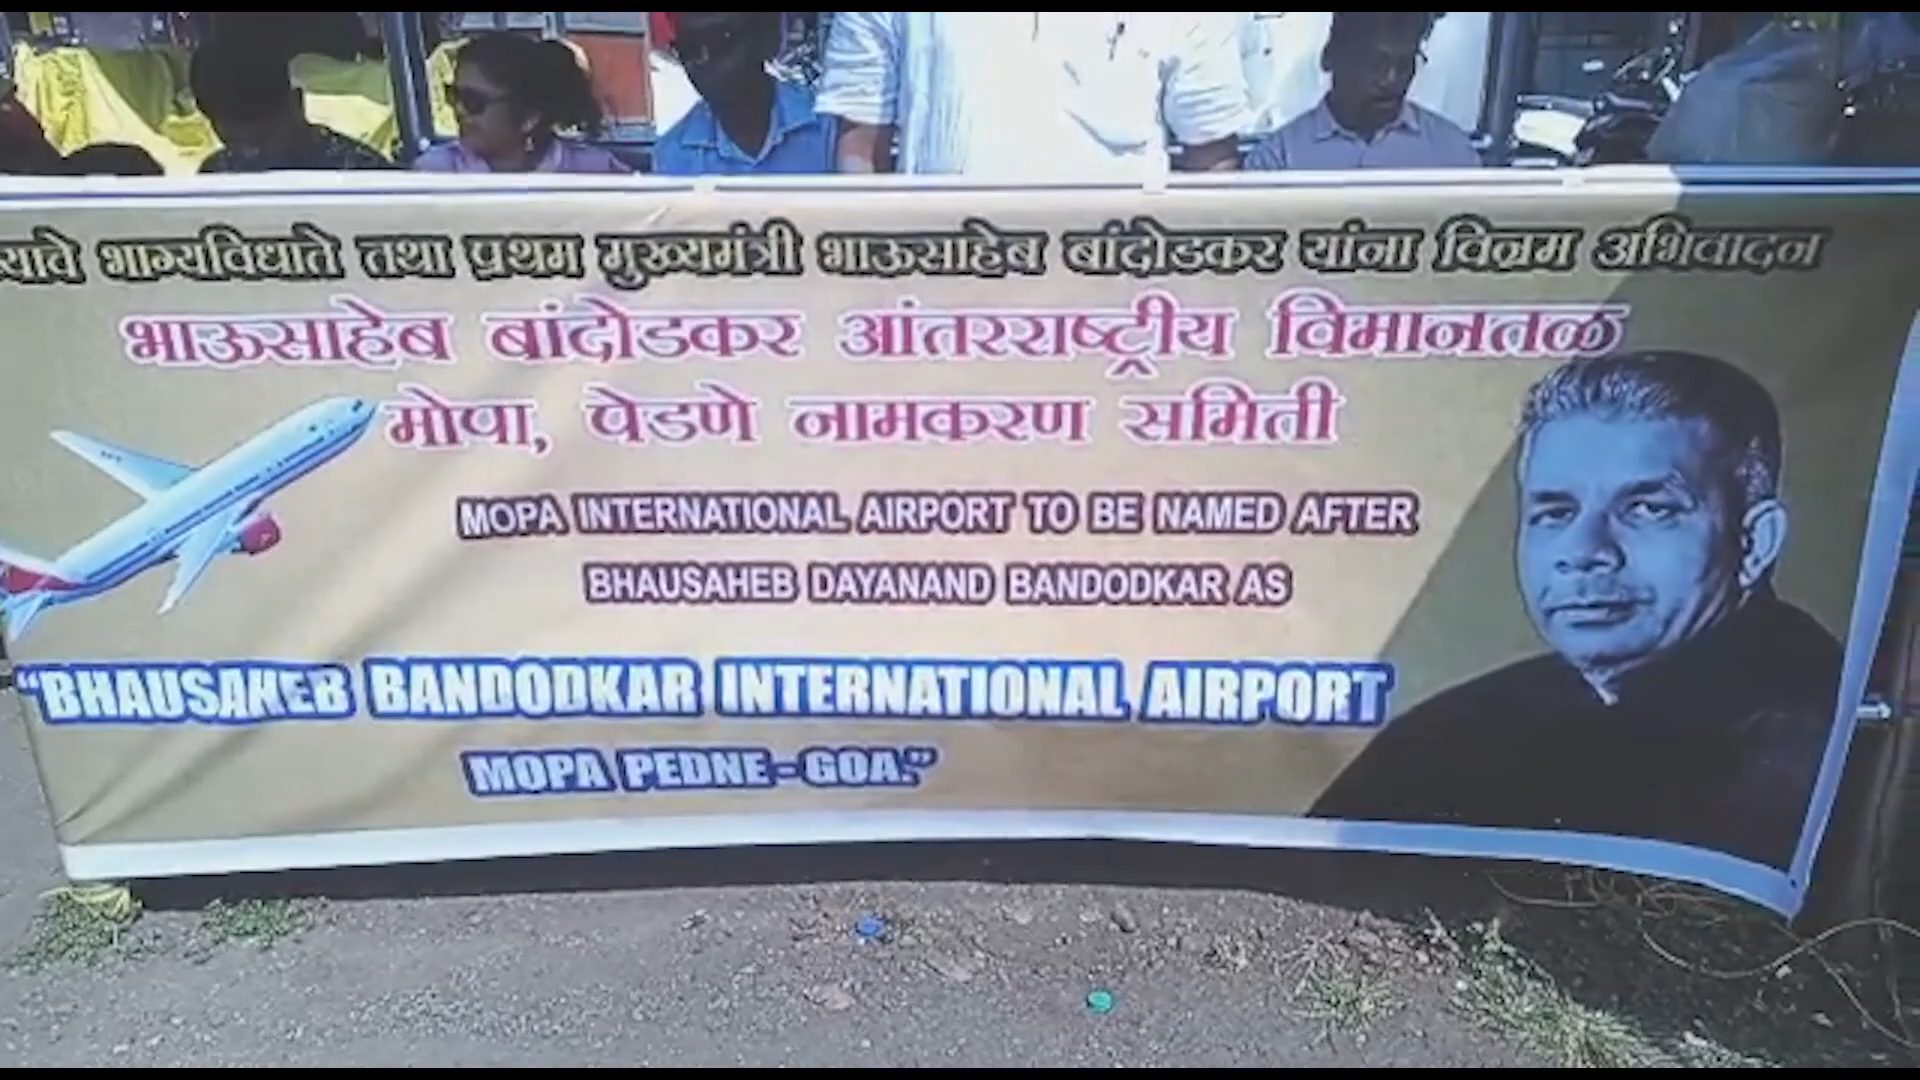 भाग्यविधाते तथा प्रथम मुख्यमंत्री भाऊसाहेब बांदोडकर यांना विनम्र अभिवादन
भाऊसाहेब बांदोडकर आंतरराष्ट्रीय विमानतळ
मोपा, पेडणे नामकरण समिती
MOPA INTERNATIONAL AIRPORT TO BE NAMED AFTER
BHAUSAHEB DAYANAND BANDODKAR AS
“BHAUSAHEB BANDODKAR INTERNATIONAL AIRPORT
MOPA PEDNE - GOA.”